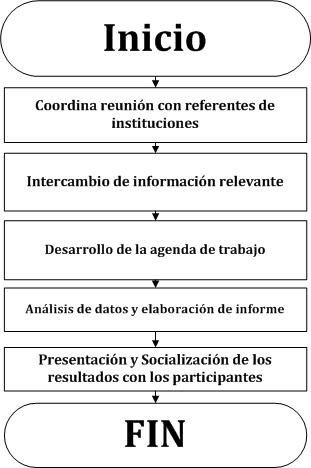 Inicio
Coordina reunión con referentes de
instituciones
Intercambio de información relevante
Desarrollo de la agenda de trabajo
Análisis de datos y elaboración de informe
Presentación y Socialización de los
resultados con los participantes
FIN